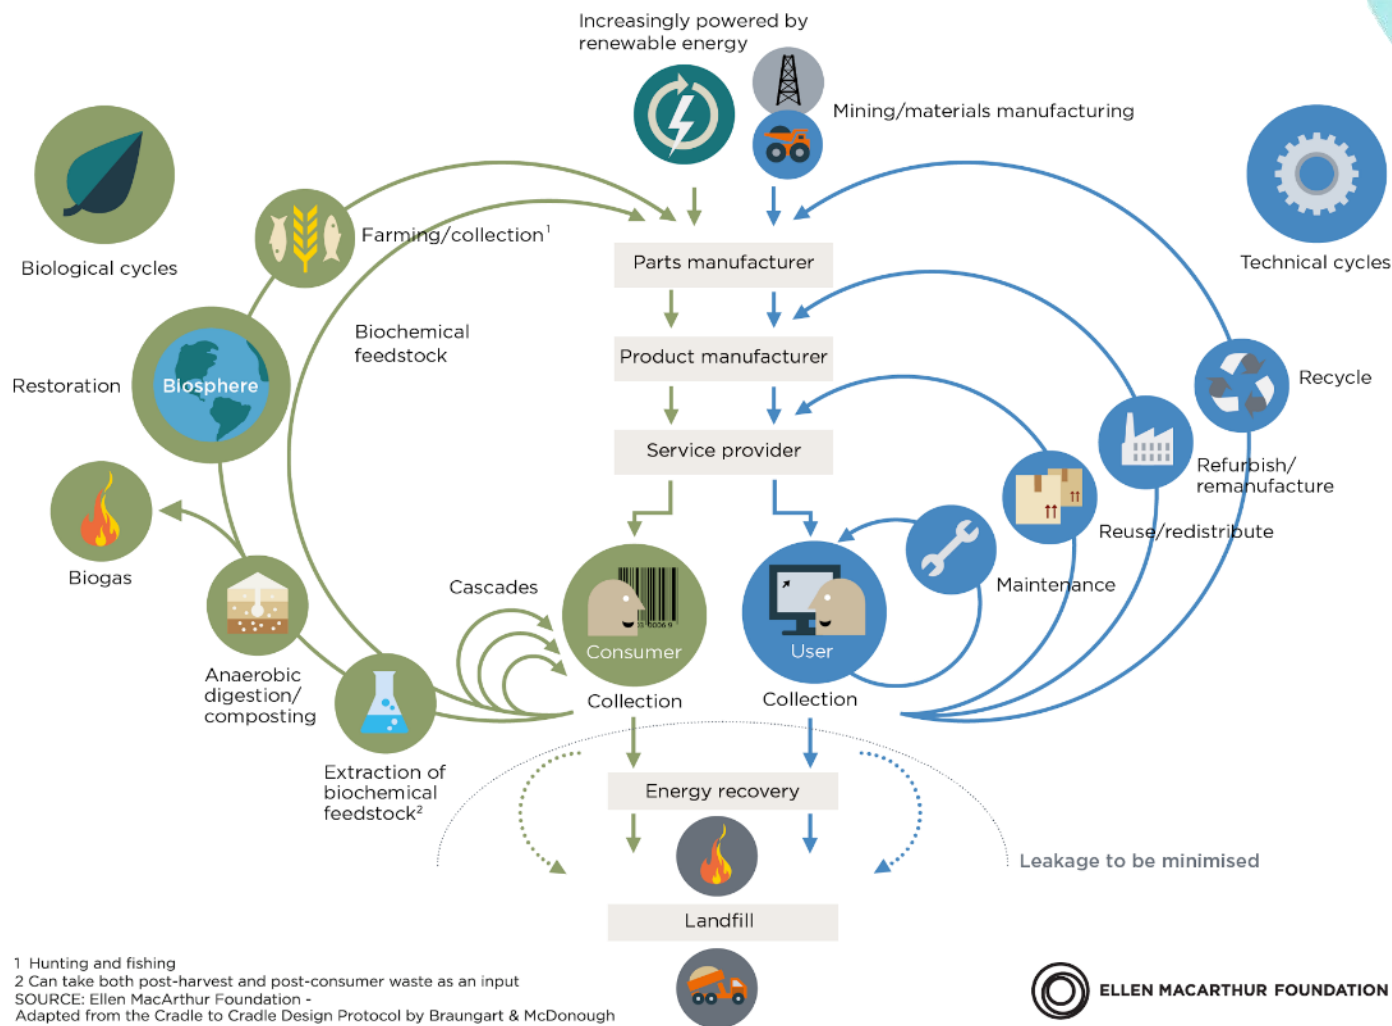 Increasingly powered by
renewable energy
Mining/materials manufacturing
Biological cycles
Technical cycles
Farming/collection¹
Parts manufacturer
Biochemical
feedstock
Product manufacturer
Restoration
Biosphere
Recycle
Service provider
Refurbish/
remanufacture
Reuse/redistribute
Biogas
Cascades
Maintenance
Consumer
User
Anaerobic
digestion/
composting
Collection
Collection
Extraction of
biochemical
feedstock²
Energy recovery
Leakage to be minimised
Landfill
1 Hunting and fishing
2 Can take both post-harvest and post-consumer waste as an input
SOURCE: Ellen MacArthur Foundation -
Adapted from the Cradle to Cradle Design Protocol by Braungart & McDonough
ELLEN MACARTHUR FOUNDATION